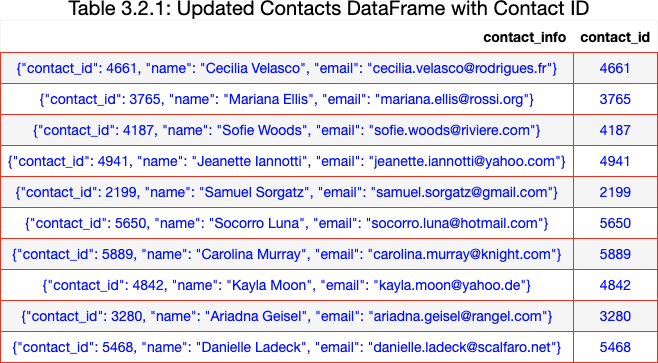 Table 3.2.1: Updated Contacts DataFrame with Contact ID
contact_info contact_id
{"contact_id": 4661, "name": "Cecilia Velasco", "email": "cecilia.velasco@rodrigues.fr"} 4661
{"contact_id": 3765, "name": "Mariana Ellis", "email": "mariana.ellis@rossi.org"} 3765
{"contact_id": 4187, "name": "Sofie Woods", "email": "sofie.woods@riviere.com"} 4187
{"contact_id": 4941, "name": "Jeanette Iannotti", "email": "jeanette.iannotti@yahoo.com"} 4941
{"contact_id": 2199, "name": "Samuel Sorgatz", "email": "samuel.sorgatz@gmail.com"} 2199
{"contact_id": 5650, "name": "Socorro Luna", "email": "socorro.luna@hotmail.com"} 5650
{"contact_id": 5889, "name": "Carolina Murray", "email": "carolina.murray@knight.com"} 5889
{"contact_id": 4842, "name": "Kayla Moon", "email": "kayla.moon@yahoo.de"} 4842
{"contact_id": 3280, "name": "Ariadna Geisel", "email": "ariadna.geisel@rangel.com"} 3280
{"contact_id": 5468, "name": "Danielle Ladeck", "email": "danielle.ladeck@scalfaro.net"} 5468